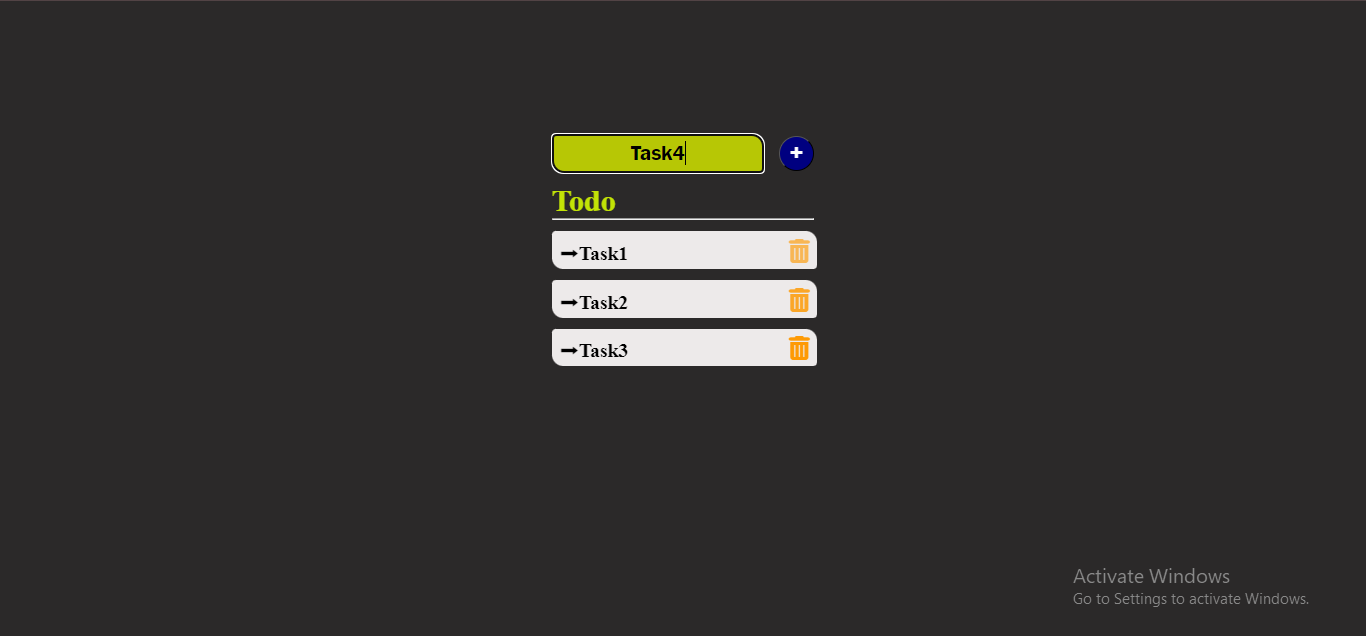 Task4
Todo
➞Task1
➞Task2
➞Task3
Activate Windows
Go to Settings to activate Windows.